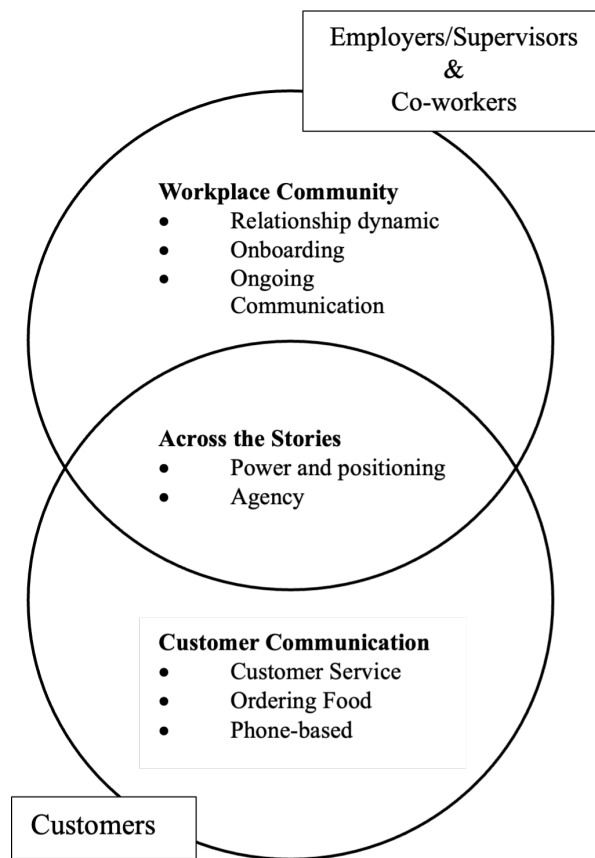 Employers/Supervisors
&
Co-workers
Workplace Community
• Relationship dynamic
• Onboarding
• Ongoing
Communication
Across the Stories
• Power and positioning
• Agency
Customer Communication
• Customer Service
• Ordering Food
• Phone-based
Customers